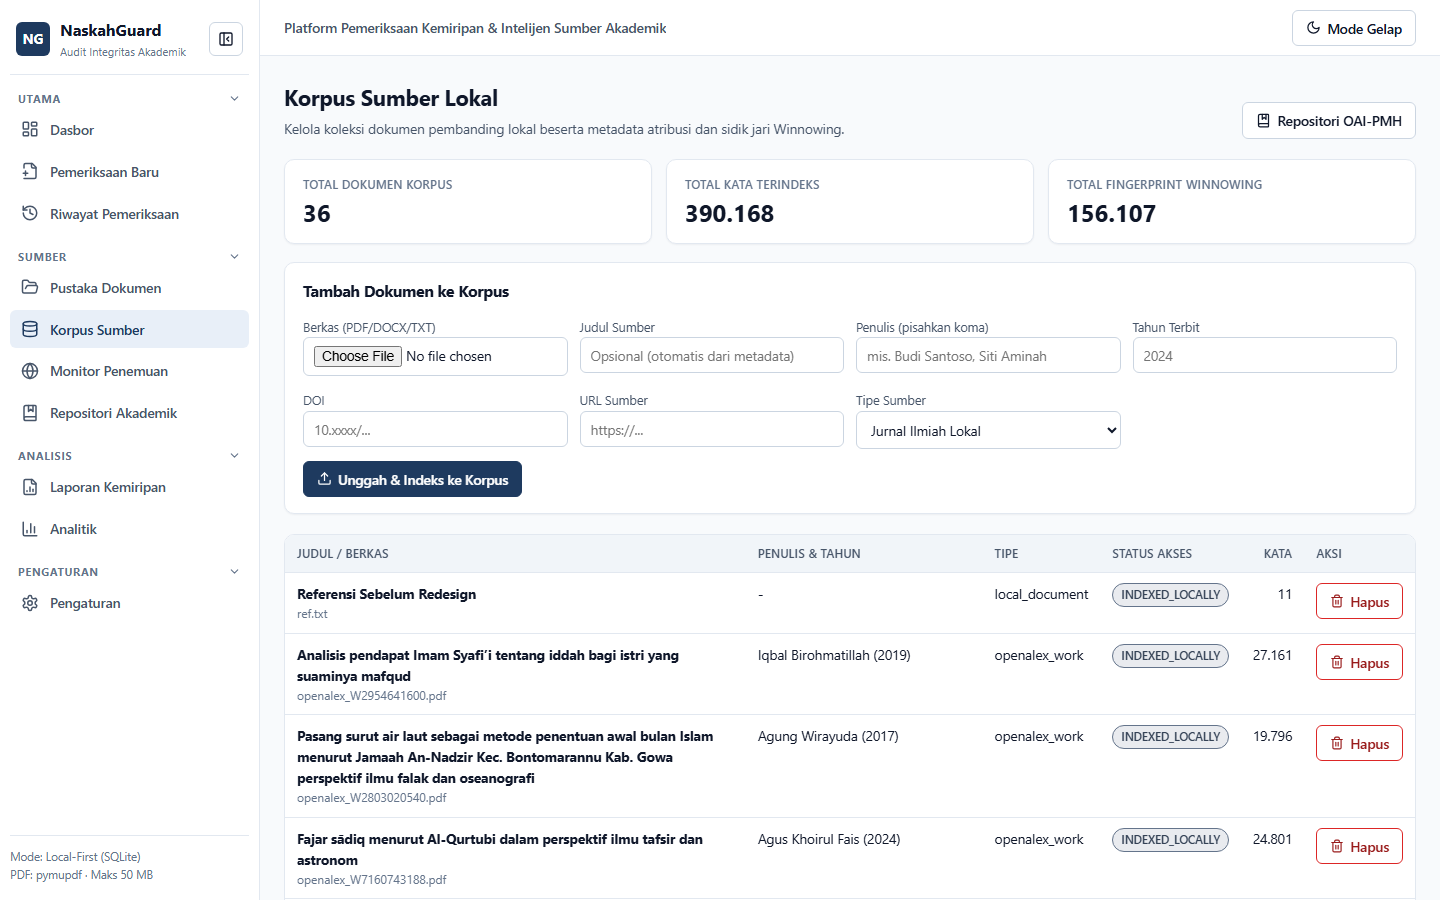 NG
NaskahGuard
Audit Integritas Akademik
Platform Pemeriksaan Kemiripan & Intelijen Sumber Akademik
Mode Gelap
UTAMA
Dasbor
Pemeriksaan Baru
Riwayat Pemeriksaan
SUMBER
Pustaka Dokumen
Korpus Sumber
Monitor Penemuan
Repositori Akademik
ANALISIS
Laporan Kemiripan
Analitik
PENGATURAN
Pengaturan
Mode: Local-First (SQLite)
PDF: pymupdf · Maks 50 MB
Korpus Sumber Lokal
Kelola koleksi dokumen pembanding lokal beserta metadata atribusi dan sidik jari Winnowing.
Repositori OAI-PMH
TOTAL DOKUMEN KORPUS
36
TOTAL KATA TERINDEKS
390.168
TOTAL FINGERPRINT WINNOWING
156.107
Tambah Dokumen ke Korpus
Berkas (PDF/DOCX/TXT)
Choose File No file chosen
Judul Sumber
Opsional (otomatis dari metadata)
Penulis (pisahkan koma)
mis. Budi Santoso, Siti Aminah
Tahun Terbit
2024
DOI
10.xxxx/...
URL Sumber
https://...
Tipe Sumber
Jurnal Ilmiah Lokal
Unggah & Indeks ke Korpus
JUDUL / BERKAS PENULIS & TAHUN TIPE STATUS AKSES KATA AKSI
Referensi Sebelum Redesign - local_document INDEXED_LOCALLY 11 Hapus
ref.txt
Analisis pendapat Imam Syafi'i tentang iddah bagi istri yang Iqbal Birohmatillah (2019) openalex_work INDEXED_LOCALLY 27.161 Hapus
suaminya mafqud
openalex_W2954641600.pdf
Pasang surut air laut sebagai metode penentuan awal bulan Islam Agung Wirayuda (2017) openalex_work INDEXED_LOCALLY 19.796 Hapus
menurut Jamaah An-Nadzir Kec. Bontomarannu Kab. Gowa
perspektif ilmu falak dan oseanografi
openalex_W2803020540.pdf
Fajar sādiq menurut Al-Qurtubi dalam perspektif ilmu tafsir dan Agus Khoirul Fais (2024) openalex_work INDEXED_LOCALLY 24.801 Hapus
astronom
openalex_W7160743188.pdf